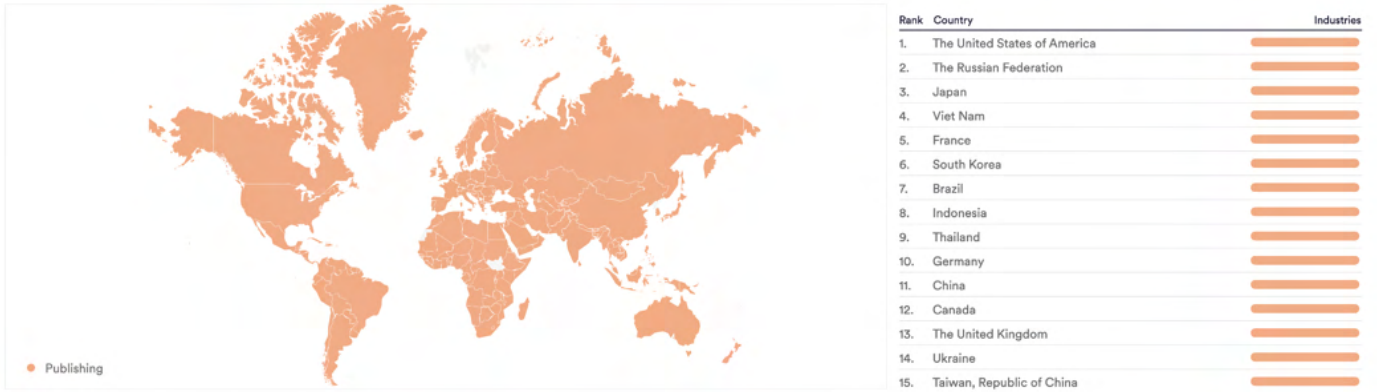 Rank Country Industries
1. The United States of America
2. The Russian Federation
3. Japan
4. Viet Nam
5. France
6. South Korea
7. Brazil
8. Indonesia
9. Thailand
10. Germany
11. China
12. Canada
13. The United Kingdom
14. Ukraine
15. Taiwan, Republic of China
Publishing